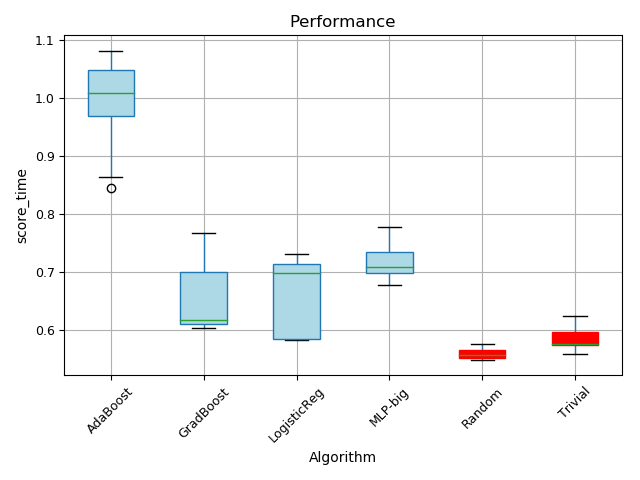 Performance
score_time
1.1
1.0
0.9
0.8
0.7
0.6
AdaBoost
GradBoost
LogisticReg
MLP-big
Random
Trivial
Algorithm